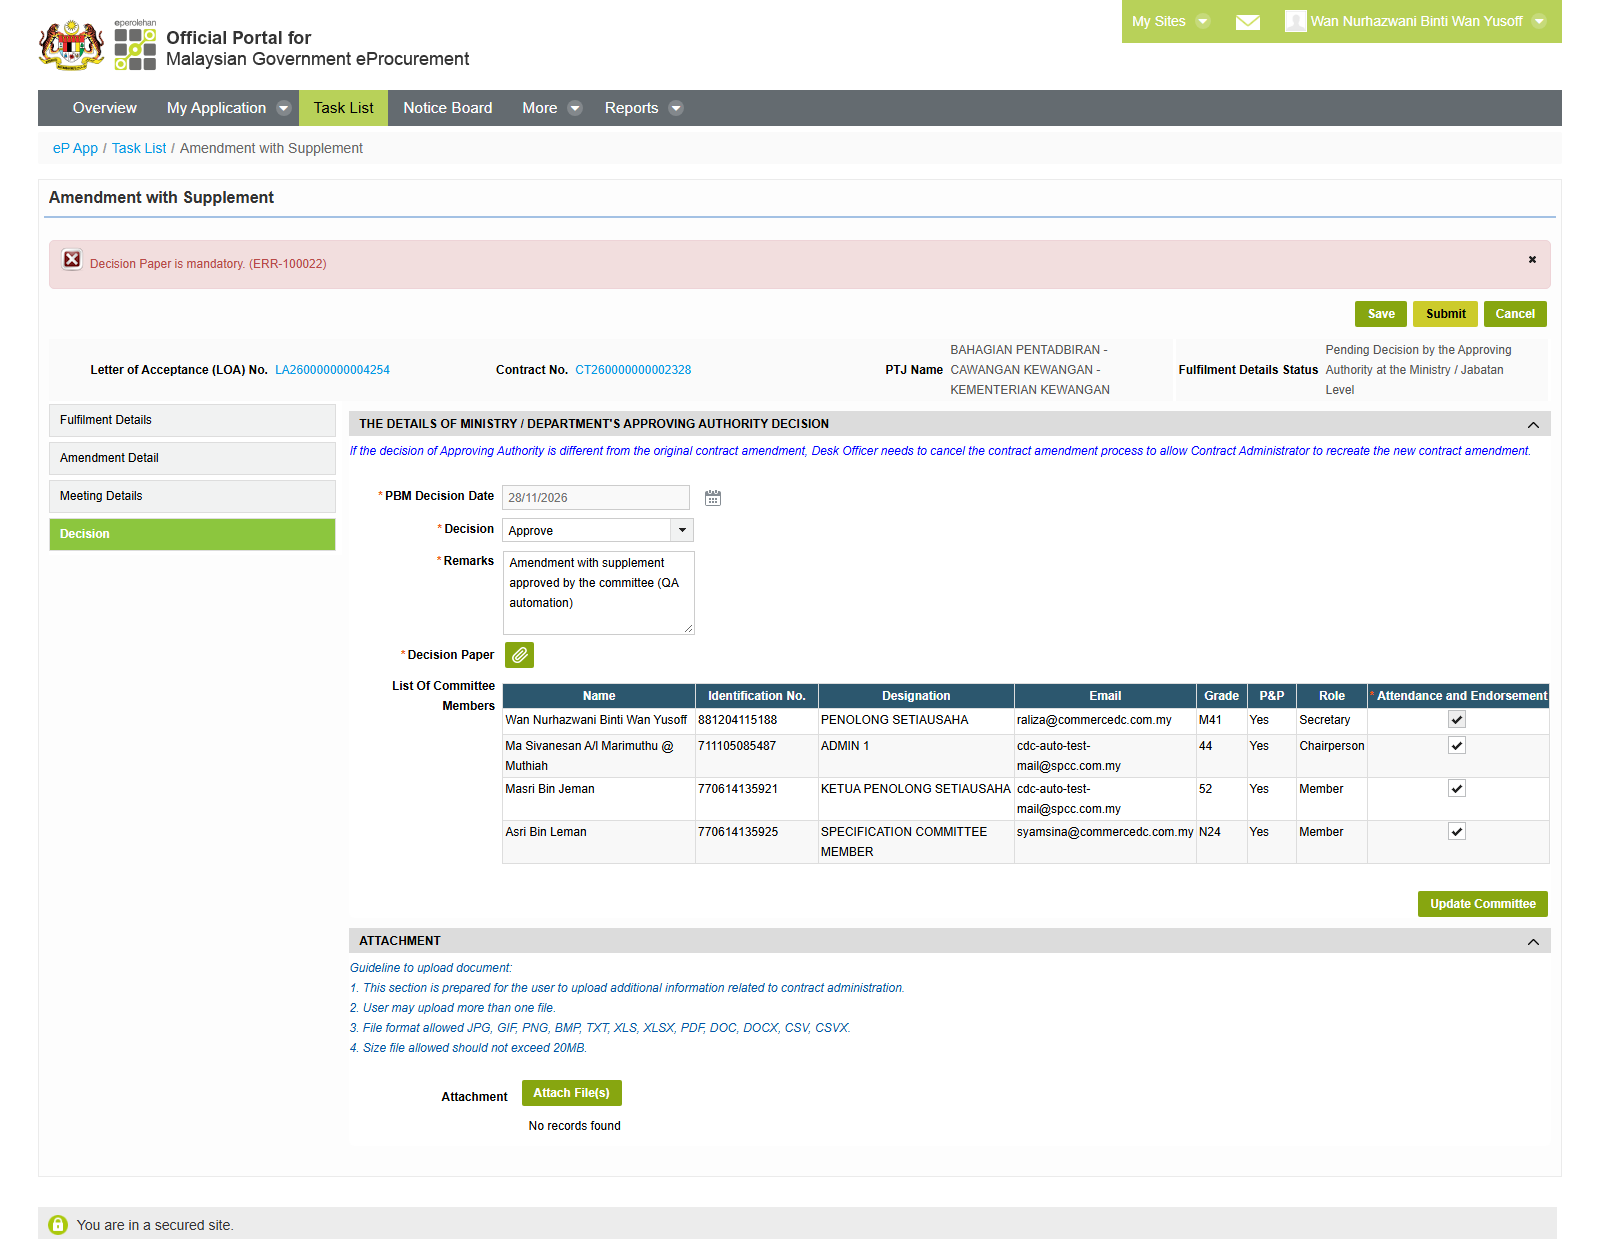 eperolehan
Official Portal for
Malaysian Government eProcurement
My Sites
Wan Nurhazwani Binti Wan Yusoff
Overview My Application Task List Notice Board More Reports
eP App / Task List / Amendment with Supplement
Amendment with Supplement
Decision Paper is mandatory. (ERR-100022)
Save Submit Cancel
Letter of Acceptance (LOA) No. LA260000000004254
Contract No. CT260000000002328
PTJ Name
BAHAGIAN PENTADBIRAN -
CAWANGAN KEWANGAN -
KEMENTERIAN KEWANGAN
Fulfilment Details Status
Pending Decision by the Approving
Authority at the Ministry / Jabatan
Level
Fulfilment Details
Amendment Detail
Meeting Details
Decision
THE DETAILS OF MINISTRY / DEPARTMENT'S APPROVING AUTHORITY DECISION
If the decision of Approving Authority is different from the original contract amendment, Desk Officer needs to cancel the contract amendment process to allow Contract Administrator to recreate the new contract amendment.
*PBM Decision Date 28/11/2026
*Decision Approve
*Remarks
Amendment with supplement
approved by the committee (QA
automation)
*Decision Paper
List Of Committee
Members
Name Identification No. Designation Email Grade P&P Role * Attendance and Endorsement
Wan Nurhazwani Binti Wan Yusoff 881204115188 PENOLONG SETIAUSAHA raliza@commercedc.com.my M41 Yes Secretary
Ma Sivanesan A/l Marimuthu @ 711105085487 ADMIN 1 cdc-auto-test- 44 Yes Chairperson
Muthiah mail@spcc.com.my
Masri Bin Jeman 770614135921 KETUA PENOLONG SETIAUSAHA cdc-auto-test- 52 Yes Member
mail@spcc.com.my
Asri Bin Leman 770614135925 SPECIFICATION COMMITTEE syamsina@commercedc.com.my N24 Yes Member
MEMBER
Update Committee
ATTACHMENT
Guideline to upload document:
1. This section is prepared for the user to upload additional information related to contract administration.
2. User may upload more than one file.
3. File format allowed JPG, GIF, PNG, BMP, TXT, XLS, XLSX, PDF, DOC, DOCX, CSV, CSVX.
4. Size file allowed should not exceed 20MB.
Attachment Attach File(s)
No records found
You are in a secured site.